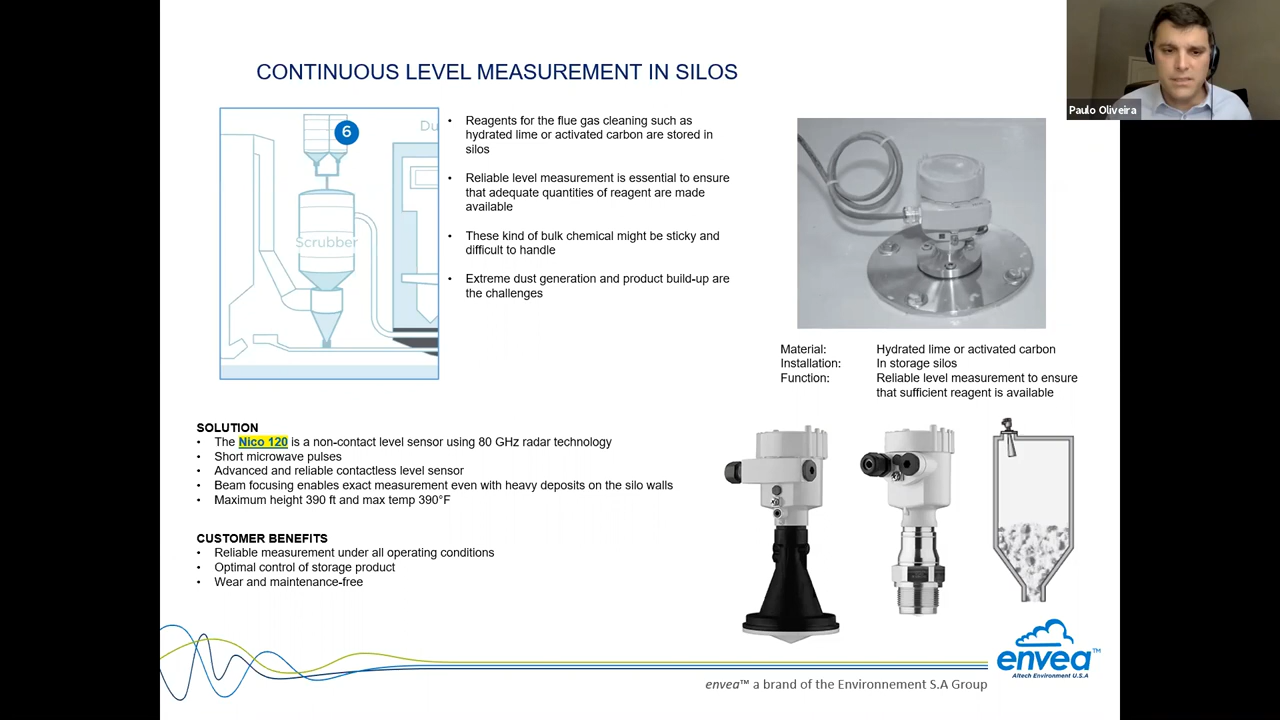 Paulo Oliveira
CONTINUOUS LEVEL MEASUREMENT IN SILOS
6
Du
Scrubber
• Reagents for the flue gas cleaning such as
hydrated lime or activated carbon are stored in
silos
• Reliable level measurement is essential to ensure
that adequate quantities of reagent are made
available
• These kind of bulk chemical might be sticky and
difficult to handle
• Extreme dust generation and product build-up are
the challenges
Material: Hydrated lime or activated carbon
Installation: In storage silos
Function: Reliable level measurement to ensure
that sufficient reagent is available
SOLUTION
• The Nico 120 is a non-contact level sensor using 80 GHz radar technology
• Short microwave pulses
• Advanced and reliable contactless level sensor
• Beam focusing enables exact measurement even with heavy deposits on the silo walls
• Maximum height 390 ft and max temp 390°F
CUSTOMER BENEFITS
• Reliable measurement under all operating conditions
• Optimal control of storage product
• Wear and maintenance-free
envea™
Altech Environment U.S.A
envea™ a brand of the Environnement S.A Group